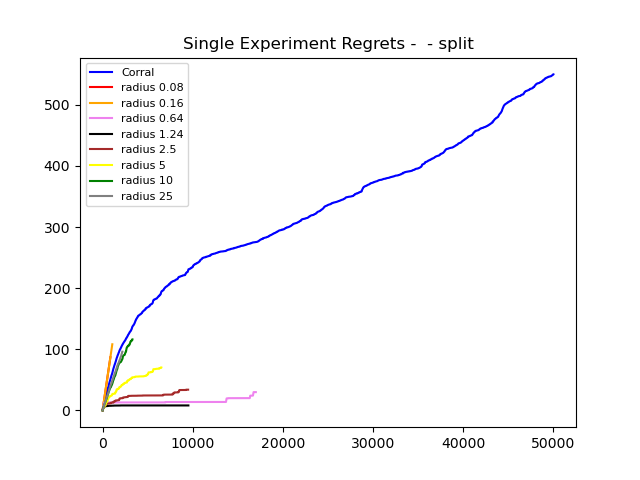 Single Experiment Regrets -  - split
Corral
radius 0.08
radius 0.16
radius 0.64
radius 1.24
radius 2.5
radius 5
radius 10
radius 25
500
400
300
200
100
0
0 10000 20000 30000 40000 50000